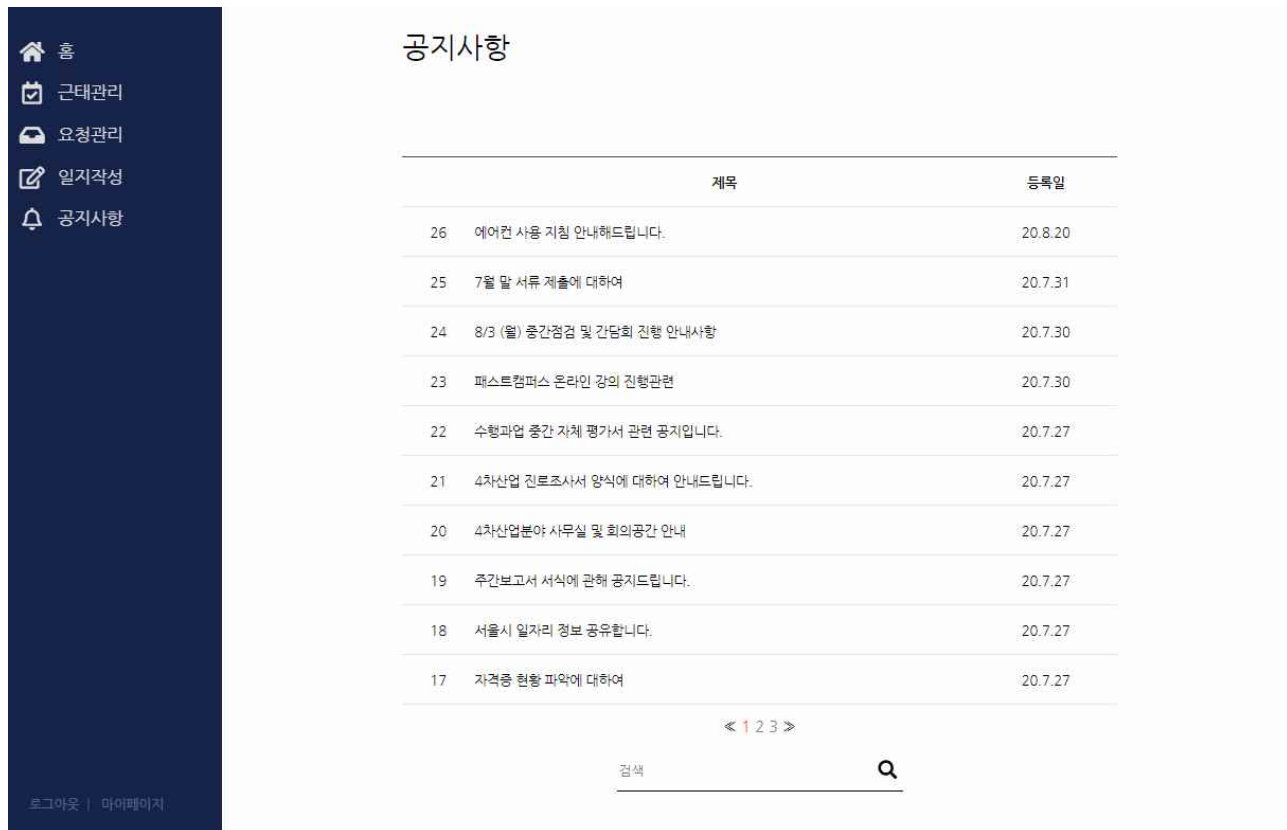 홈
근태관리
요청관리
일지작성
공지사항
로그아웃 | 마이페이지
공지사항
제목 등록일
26 에어컨 사용 지침 안내해드립니다. 20.8.20
25 7월 말 서류 제출에 대하여 20.7.31
24 8/3 (월) 중간점검 및 간담회 진행 안내사항 20.7.30
23 패스트캠퍼스 온라인 강의 진행관련 20.7.30
22 수행과업 중간 자체 평가서 관련 공지입니다. 20.7.27
21 4차산업 진로조사서 양식에 대하여 안내드립니다. 20.7.27
20 4차산업분야 사무실 및 회의공간 안내 20.7.27
19 주간보고서 서식에 관해 공지드립니다. 20.7.27
18 서울시 일자리 정보 공유합니다. 20.7.27
17 자격증 현황 파악에 대하여 20.7.27
≪ 1 2 3 ≫
검색